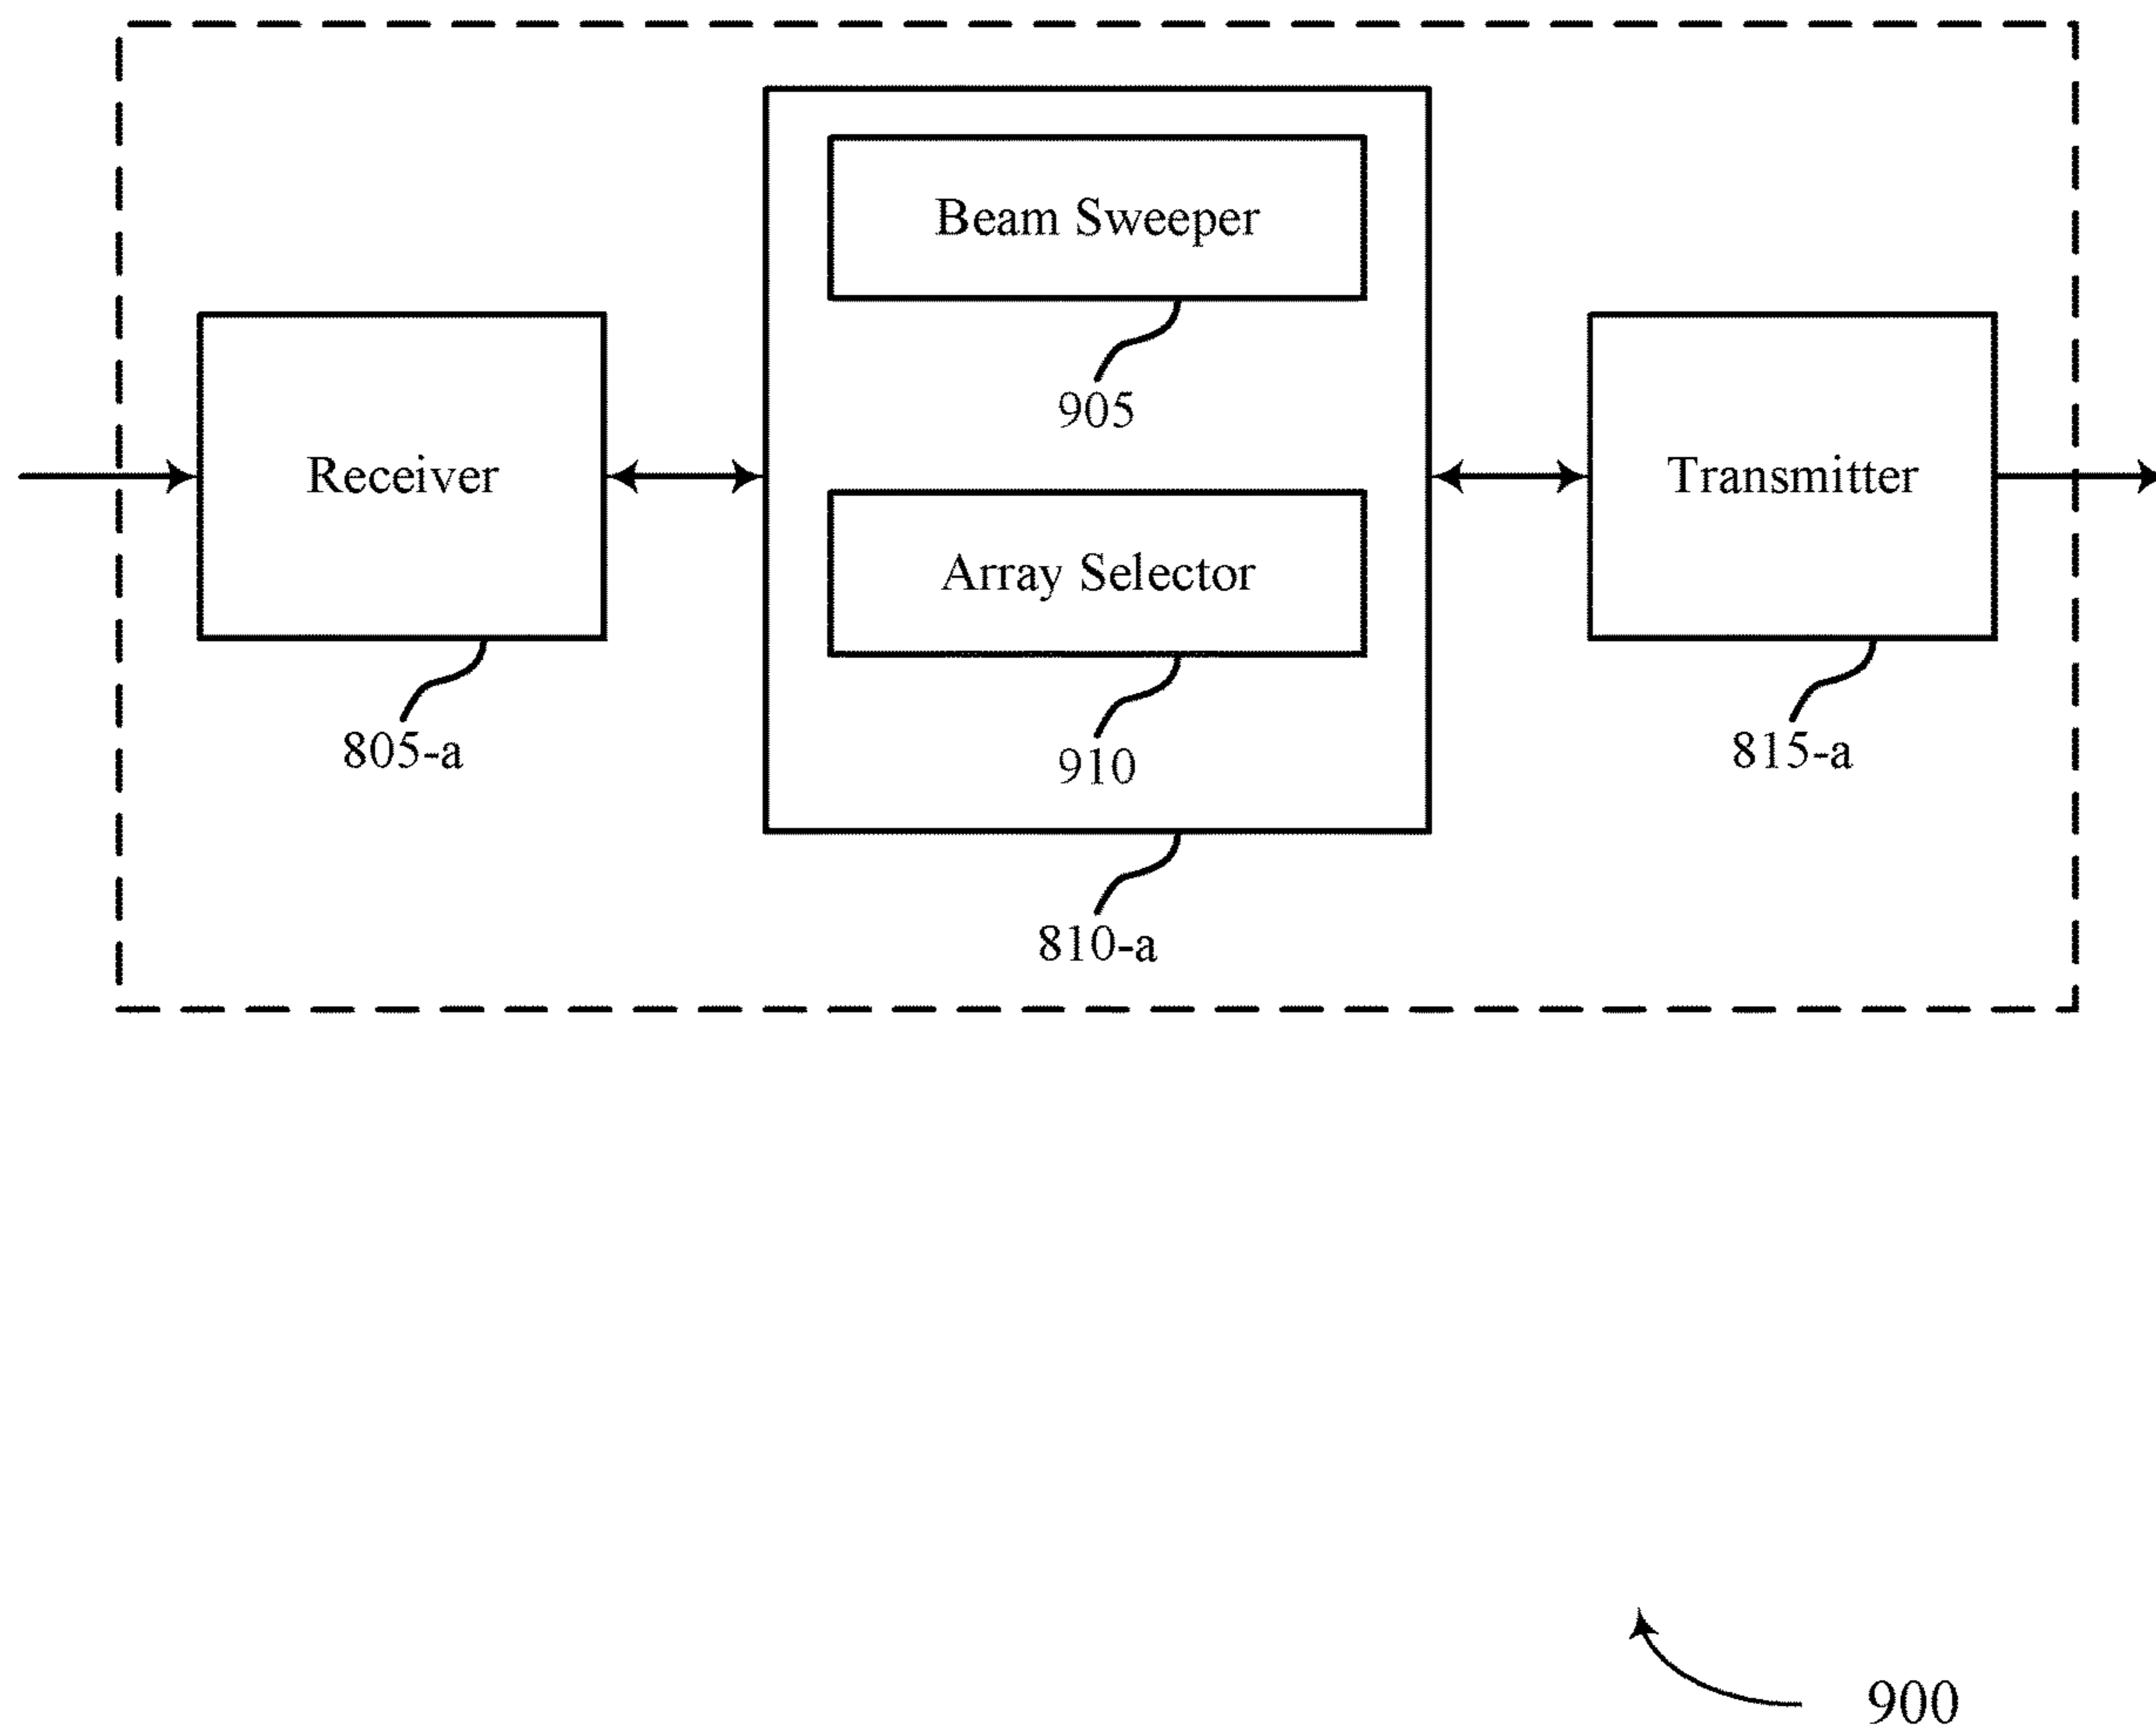 Beam Sweeper
905
Receiver
Transmitter
Array Selector
805-a
910
815-a
810-a
900